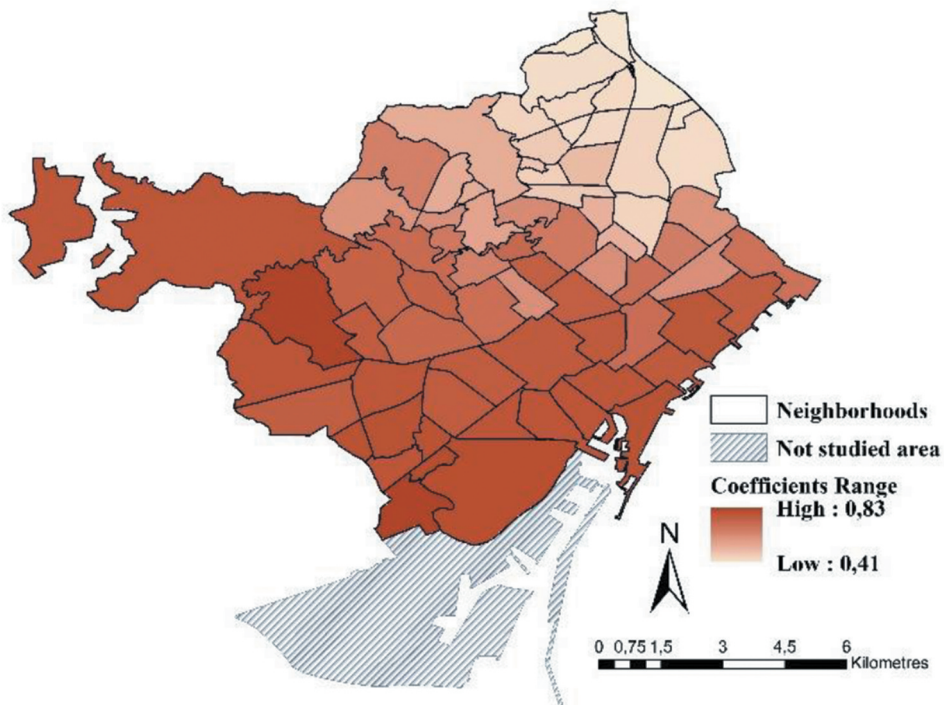 Neighborhoods
Not studied area
Coefficients Range
High : 0,83
Low : 0,41
N
0 0,75 1,5 3 4,5 6
Kilometres